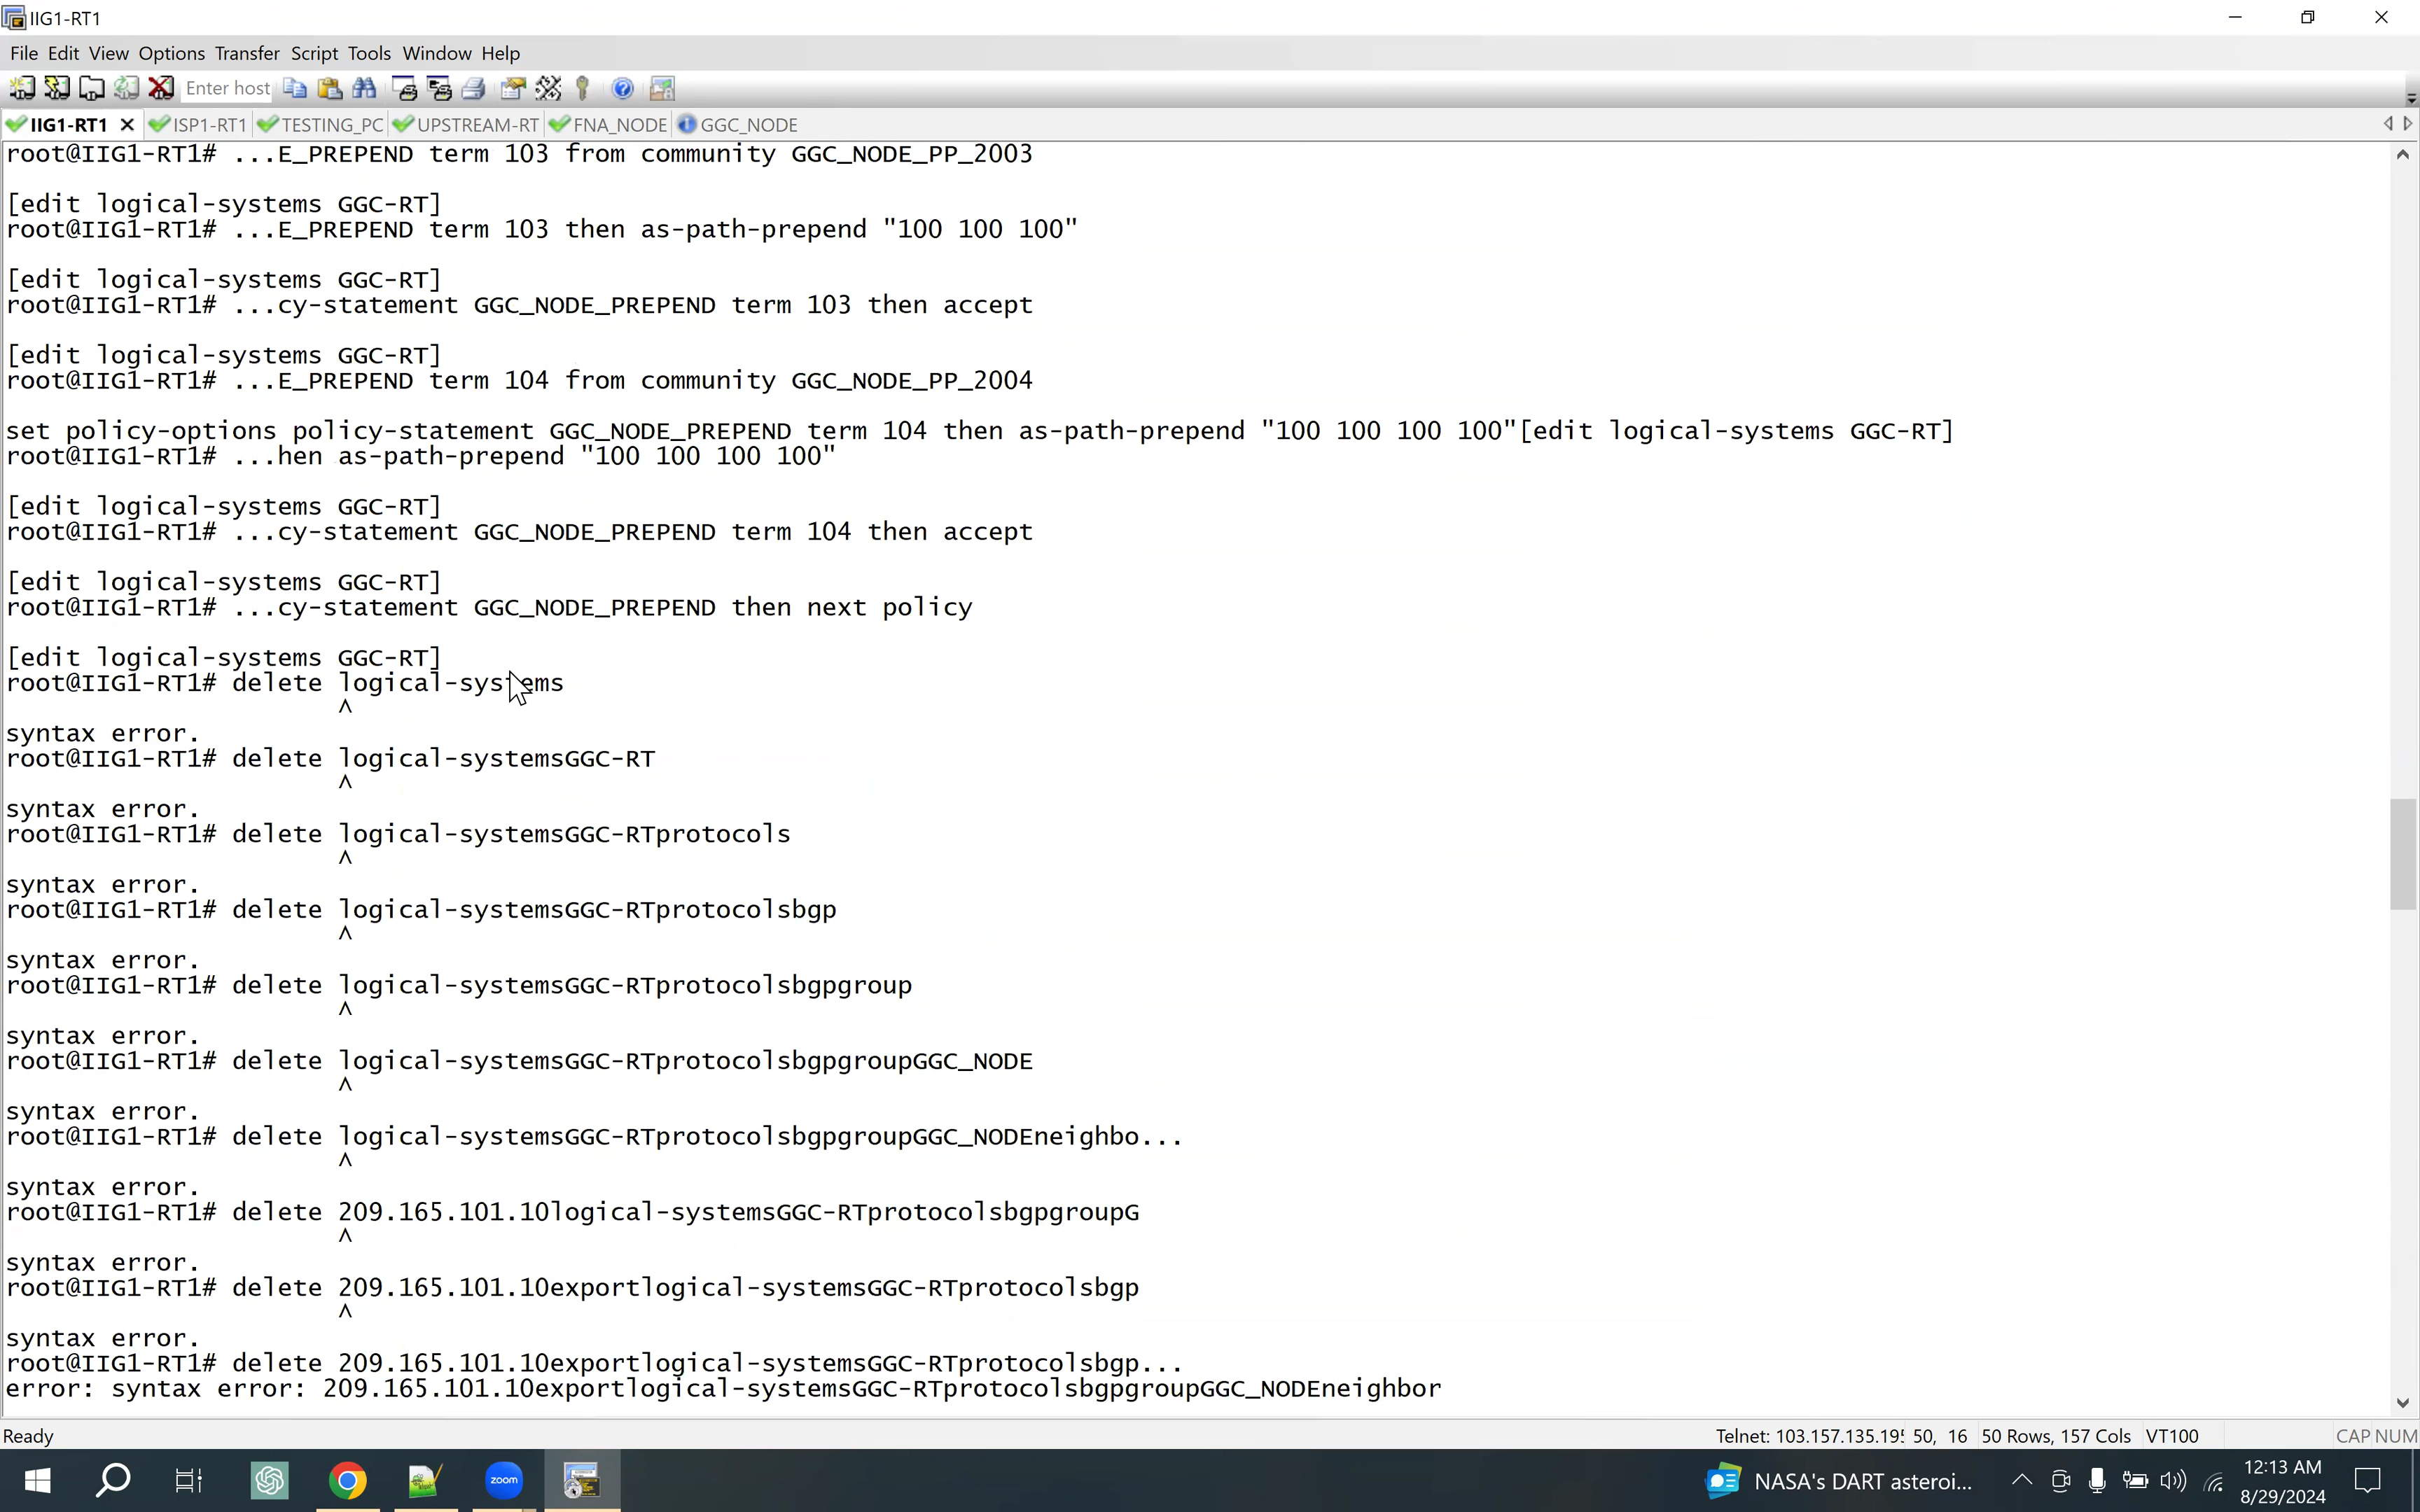 IIG1-RT1
File Edit View Options Transfer Script Tools Window Help
Enter host
IIG1-RT1 ISP1-RT1 TESTING_PC UPSTREAM-RT FNA_NODE GGC_NODE
root@IIG1-RT1# ...E_PREPEND term 103 from community GGC_NODE_PP_2003
[edit logical-systems GGC-RT]
root@IIG1-RT1# ...E_PREPEND term 103 then as-path-prepend "100 100 100"
[edit logical-systems GGC-RT]
root@IIG1-RT1# ...cy-statement GGC_NODE_PREPEND term 103 then accept
[edit logical-systems GGC-RT]
root@IIG1-RT1# ...E_PREPEND term 104 from community GGC_NODE_PP_2004
set policy-options policy-statement GGC_NODE_PREPEND term 104 then as-path-prepend "100 100 100 100"[edit logical-systems GGC-RT]
root@IIG1-RT1# ...hen as-path-prepend "100 100 100 100"
[edit logical-systems GGC-RT]
root@IIG1-RT1# ...cy-statement GGC_NODE_PREPEND term 104 then accept
[edit logical-systems GGC-RT]
root@IIG1-RT1# ...cy-statement GGC_NODE_PREPEND then next policy
[edit logical-systems GGC-RT]
root@IIG1-RT1# delete logical-systems
^
syntax error.
root@IIG1-RT1# delete logical-systemsGGC-RT
^
syntax error.
root@IIG1-RT1# delete logical-systemsGGC-RTprotocols
^
syntax error.
root@IIG1-RT1# delete logical-systemsGGC-RTprotocolsbgp
^
syntax error.
root@IIG1-RT1# delete logical-systemsGGC-RTprotocolsbgpgroup
^
syntax error.
root@IIG1-RT1# delete logical-systemsGGC-RTprotocolsbgpgroupGGC_NODE
^
syntax error.
root@IIG1-RT1# delete logical-systemsGGC-RTprotocolsbgpgroupGGC_NODEneighbo...
^
syntax error.
root@IIG1-RT1# delete 209.165.101.10logical-systemsGGC-RTprotocolsbgpgroupG
^
syntax error.
root@IIG1-RT1# delete 209.165.101.10exportlogical-systemsGGC-RTprotocolsbgp
^
syntax error.
root@IIG1-RT1# delete 209.165.101.10exportlogical-systemsGGC-RTprotocolsbgp...
error: syntax error: 209.165.101.10exportlogical-systemsGGC-RTprotocolsbgpgroupGGC_NODEneighbor
Ready Telnet: 103.157.135.195 50, 16 50 Rows, 157 Cols VT100 CAP NUM
zoom NASA's DART asteroi... 12:13 AM
8/29/2024